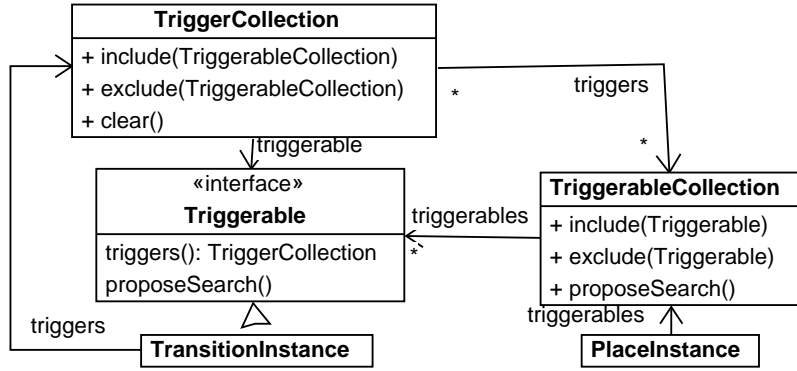 TriggerCollection
+ include(TriggerableCollection)
+ exclude(TriggerableCollection)
+ clear()
*
triggers
*
triggerable
«interface»
Triggerable
triggers(): TriggerCollection
proposeSearch()
triggerables
*
TriggerableCollection
+ include(Triggerable)
+ exclude(Triggerable)
+ proposeSearch()
triggers
triggerables
TransitionInstance
PlaceInstance